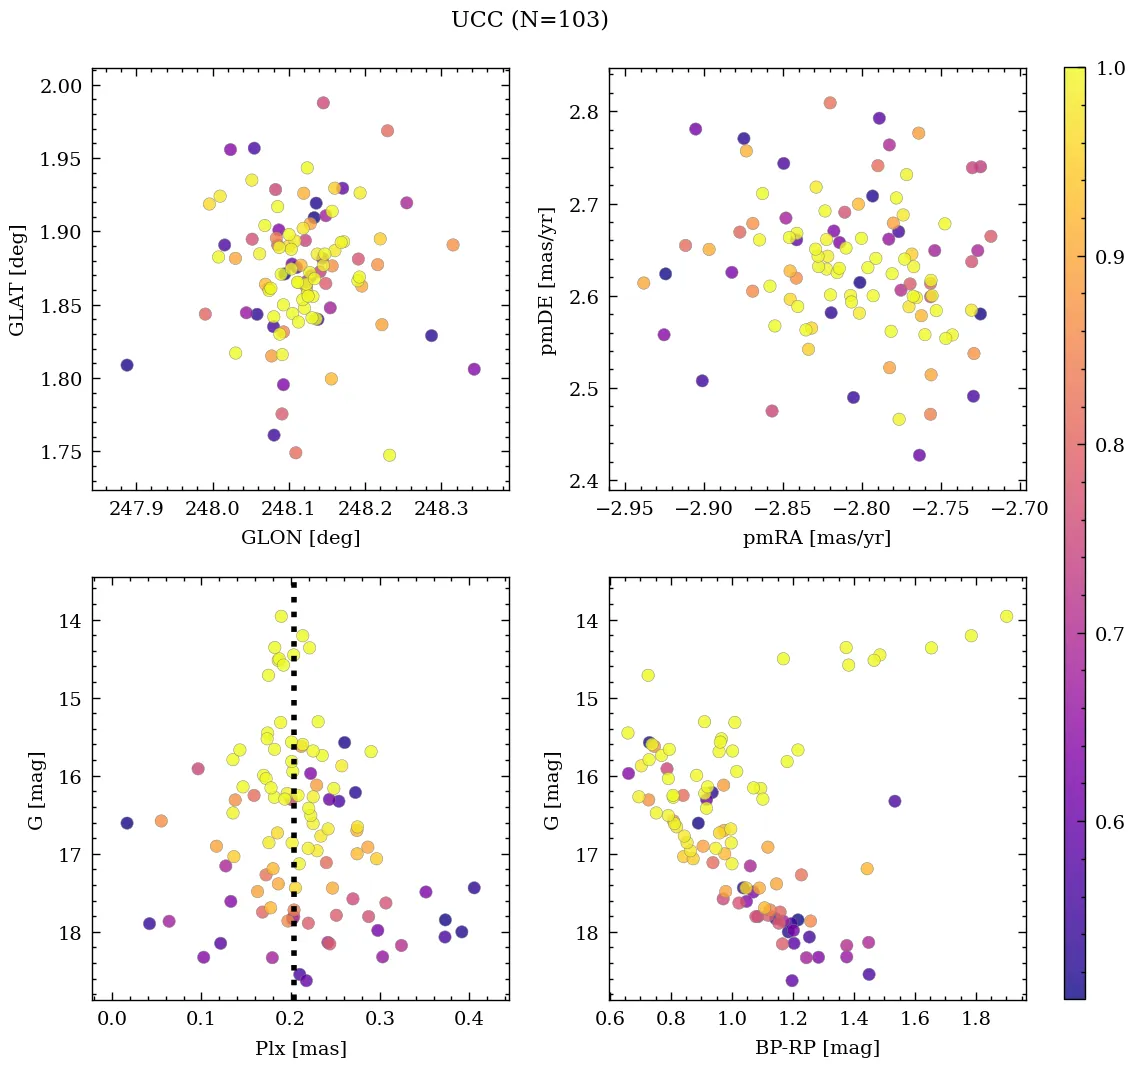 UCC (N=103)
2.00
1.95
1.90
1.85
1.80
1.75
GLAT [deg]
247.9 248.0 248.1 248.2 248.3
GLON [deg]
2.8
2.7
2.6
2.5
2.4
pmDE [mas/yr]
−2.95 −2.90 −2.85 −2.80 −2.75 −2.70
pmRA [mas/yr]
14
15
16
17
18
G [mag]
0.0 0.1 0.2 0.3 0.4
Plx [mas]
14
15
16
17
18
G [mag]
0.6 0.8 1.0 1.2 1.4 1.6 1.8
BP-RP [mag]
1.0
0.9
0.8
0.7
0.6